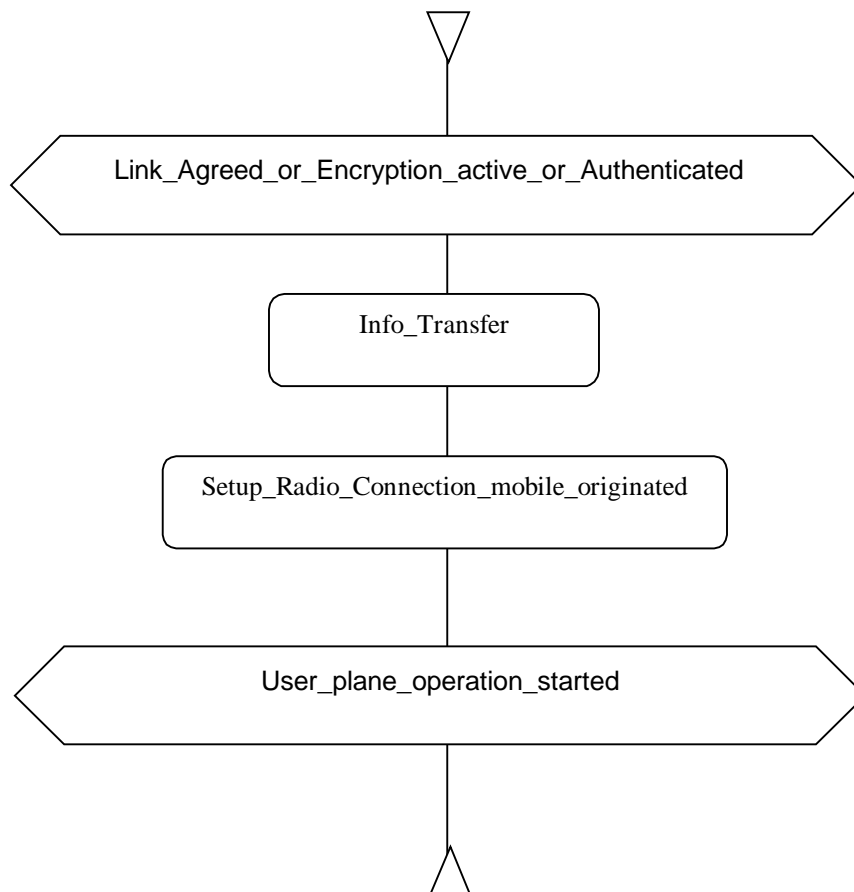 Link_Agreed_or_Encryption_active_or_Authenticated
Info_Transfer
Setup_Radio_Connection_mobile_originated
User_plane_operation_started